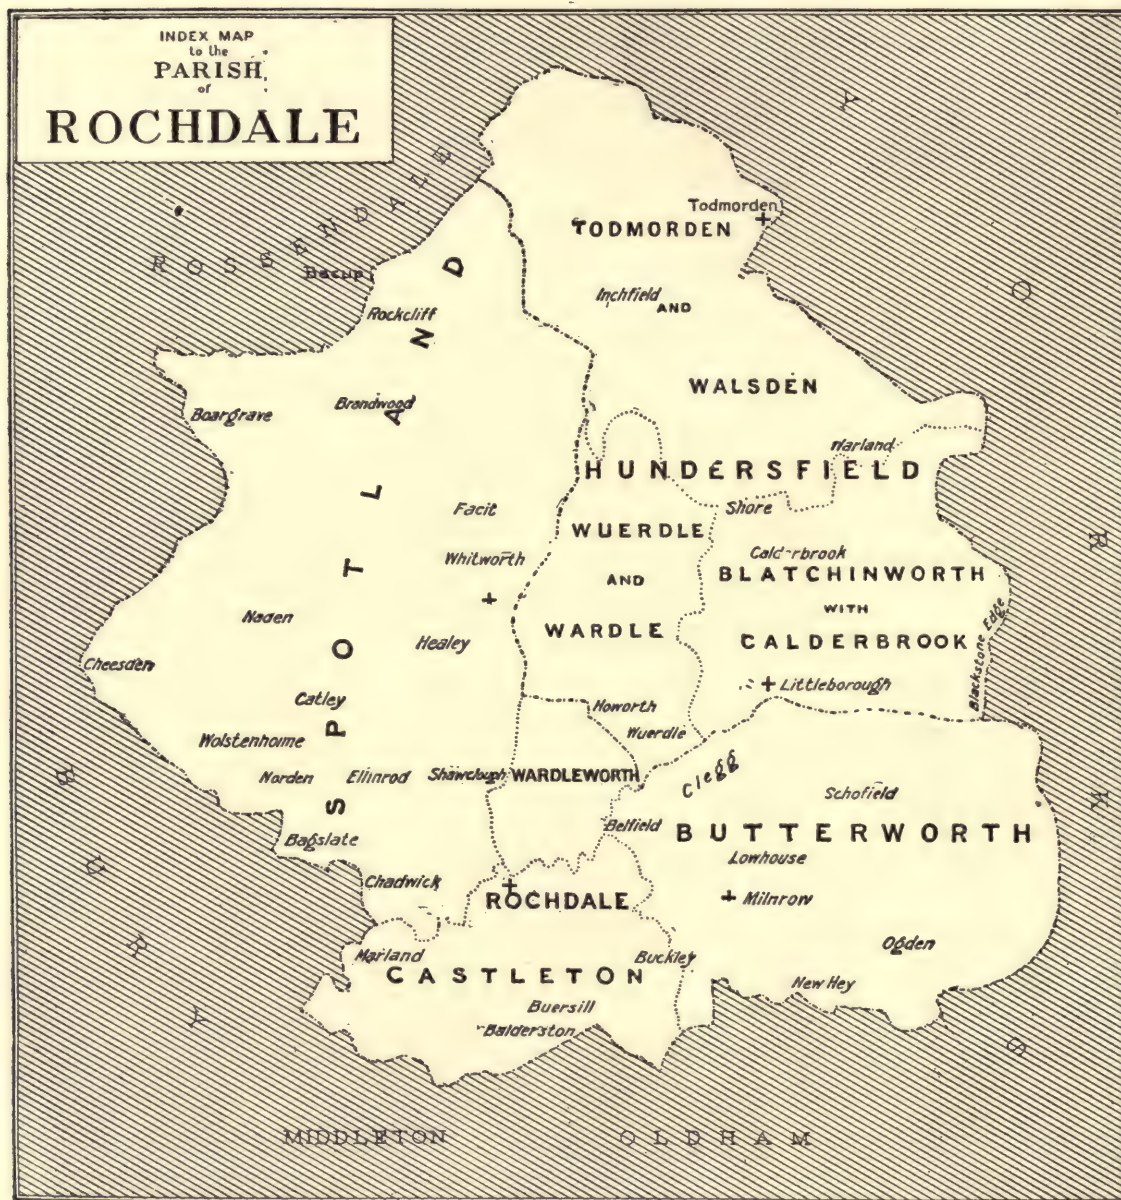 INDEX MAP
to the
PARISH
of
ROCHDALE
ROSSENDALE
YORKS
BURY
MIDDLETON
OLDHAM
Todmorden
TODMORDEN
AND
WALSDEN
Inchfield
Bacup
Rockcliff
SPOTLAND
Boargrave
Brandwood
Warland
HUNDERSFIELD
Facit
Shore
WUERDLE
AND
WARDLE
Whitworth
Calderbrook
BLATCHINWORTH
WITH
CALDERBROOK
Blackstone Edge
Naden
Healey
Cheesden
Littleborough
Catley
Howorth
Wuerdle
Wolstenholme
Norden
Ellinrod
Shawclough
WARDLEWORTH
Clegg
Schofield
Belfield
BUTTERWORTH
Bagslate
Lowhouse
Chadwick
ROCHDALE
Milnrow
Marland
CASTLETON
Buckley
Ogden
New Hey
Buersill
Balderston